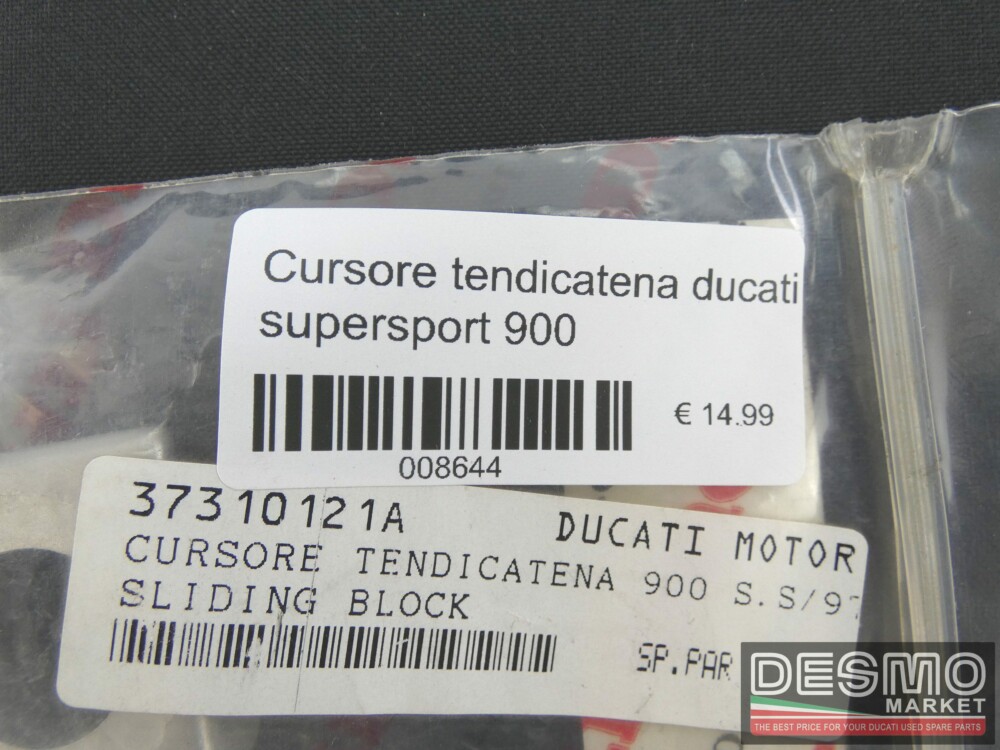 Cursore tendicatena ducati
supersport 900
€ 14.99
008644
37310121A
DUCATI MOTOR
CURSORE TENDICATENA 900 S.S/97
SLIDING BLOCK
SP.PAR
DESMO
MARKET
THE BEST PRICE FOR YOUR DUCATI USED SPARE PARTS